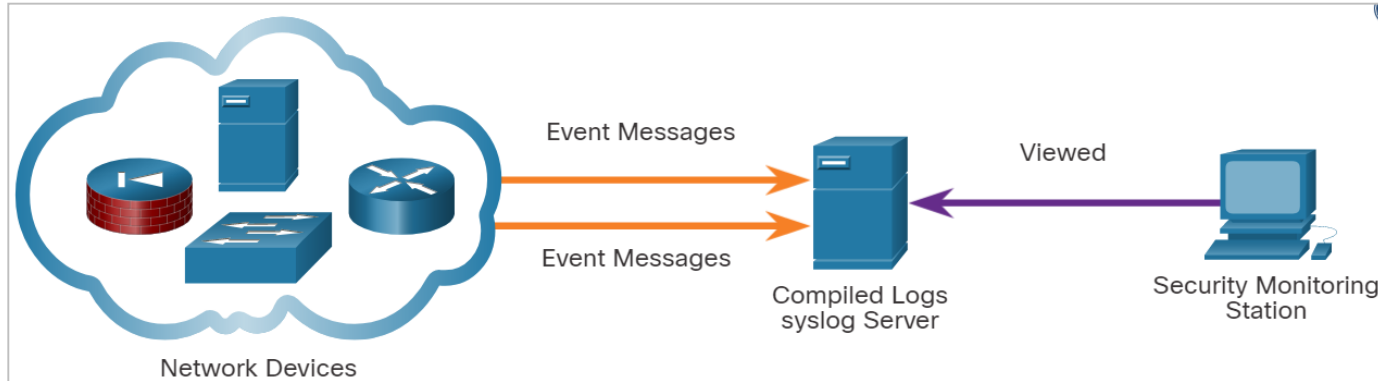 Event Messages
Event Messages
Network Devices
Compiled Logs
syslog Server
Viewed
Security Monitoring
Station